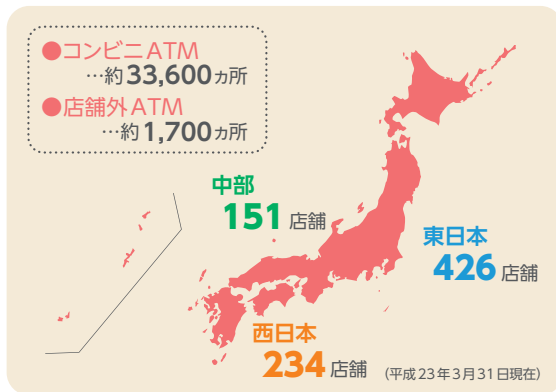 ●コンビニATM
…約33,600ヵ所
●店舗外ATM
…約1,700ヵ所
中部
151店舗
東日本
426店舗
西日本
234店舗
(平成23年3月31日現在)